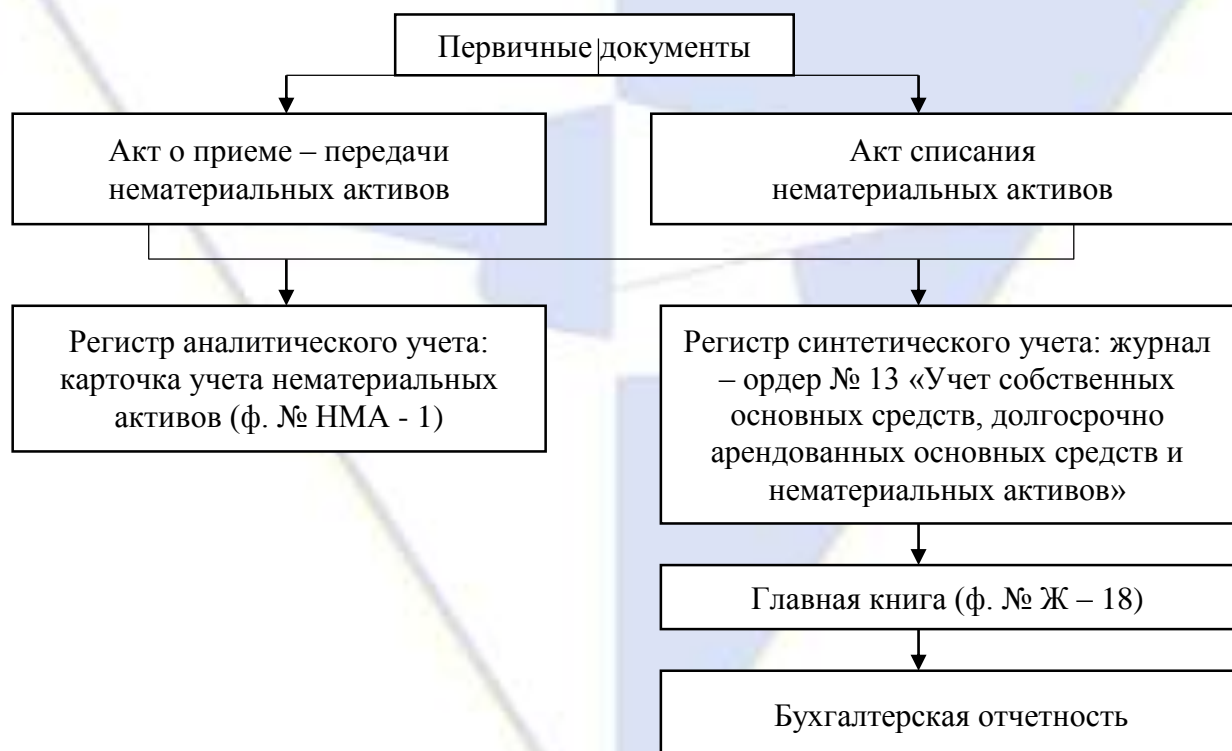 Первичные документы
Акт о приеме – передачи
нематериальных активов
Акт списания
нематериальных активов
Регистр аналитического учета:
карточка учета нематериальных
активов (ф. № НМА - 1)
Регистр синтетического учета: журнал
– ордер № 13 «Учет собственных
основных средств, долгосрочно
арендованных основных средств и
нематериальных активов»
Главная книга (ф. № Ж – 18)
Бухгалтерская отчетность